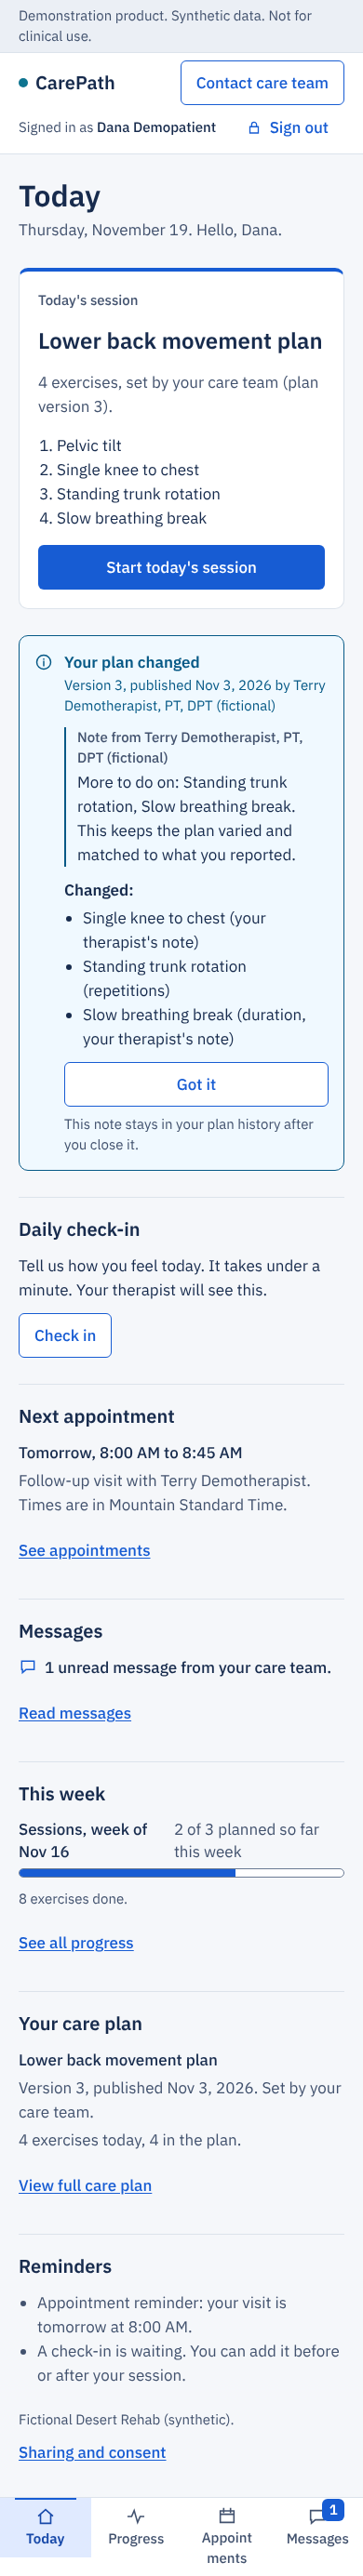 Demonstration product. Synthetic data. Not for
clinical use.
CarePath
Contact care team
Signed in as Dana Demopatient
Sign out
Today
Thursday, November 19. Hello, Dana.
Today's session
Lower back movement plan
4 exercises, set by your care team (plan
version 3).
1. Pelvic tilt
2. Single knee to chest
3. Standing trunk rotation
4. Slow breathing break
Start today's session
Your plan changed
Version 3, published Nov 3, 2026 by Terry
Demotherapist, PT, DPT (fictional)
Note from Terry Demotherapist, PT,
DPT (fictional)
More to do on: Standing trunk
rotation, Slow breathing break.
This keeps the plan varied and
matched to what you reported.
Changed:
• Single knee to chest (your
therapist's note)
• Standing trunk rotation
(repetitions)
• Slow breathing break (duration,
your therapist's note)
Got it
This note stays in your plan history after
you close it.
Daily check-in
Tell us how you feel today. It takes under a
minute. Your therapist will see this.
Check in
Next appointment
Tomorrow, 8:00 AM to 8:45 AM
Follow-up visit with Terry Demotherapist.
Times are in Mountain Standard Time.
See appointments
Messages
1 unread message from your care team.
Read messages
This week
Sessions, week of
Nov 16
2 of 3 planned so far
this week
8 exercises done.
See all progress
Your care plan
Lower back movement plan
Version 3, published Nov 3, 2026. Set by your
care team.
4 exercises today, 4 in the plan.
View full care plan
Reminders
• Appointment reminder: your visit is
tomorrow at 8:00 AM.
• A check-in is waiting. You can add it before
or after your session.
Fictional Desert Rehab (synthetic).
Sharing and consent
Today
Progress
Appoint
ments
1
Messages